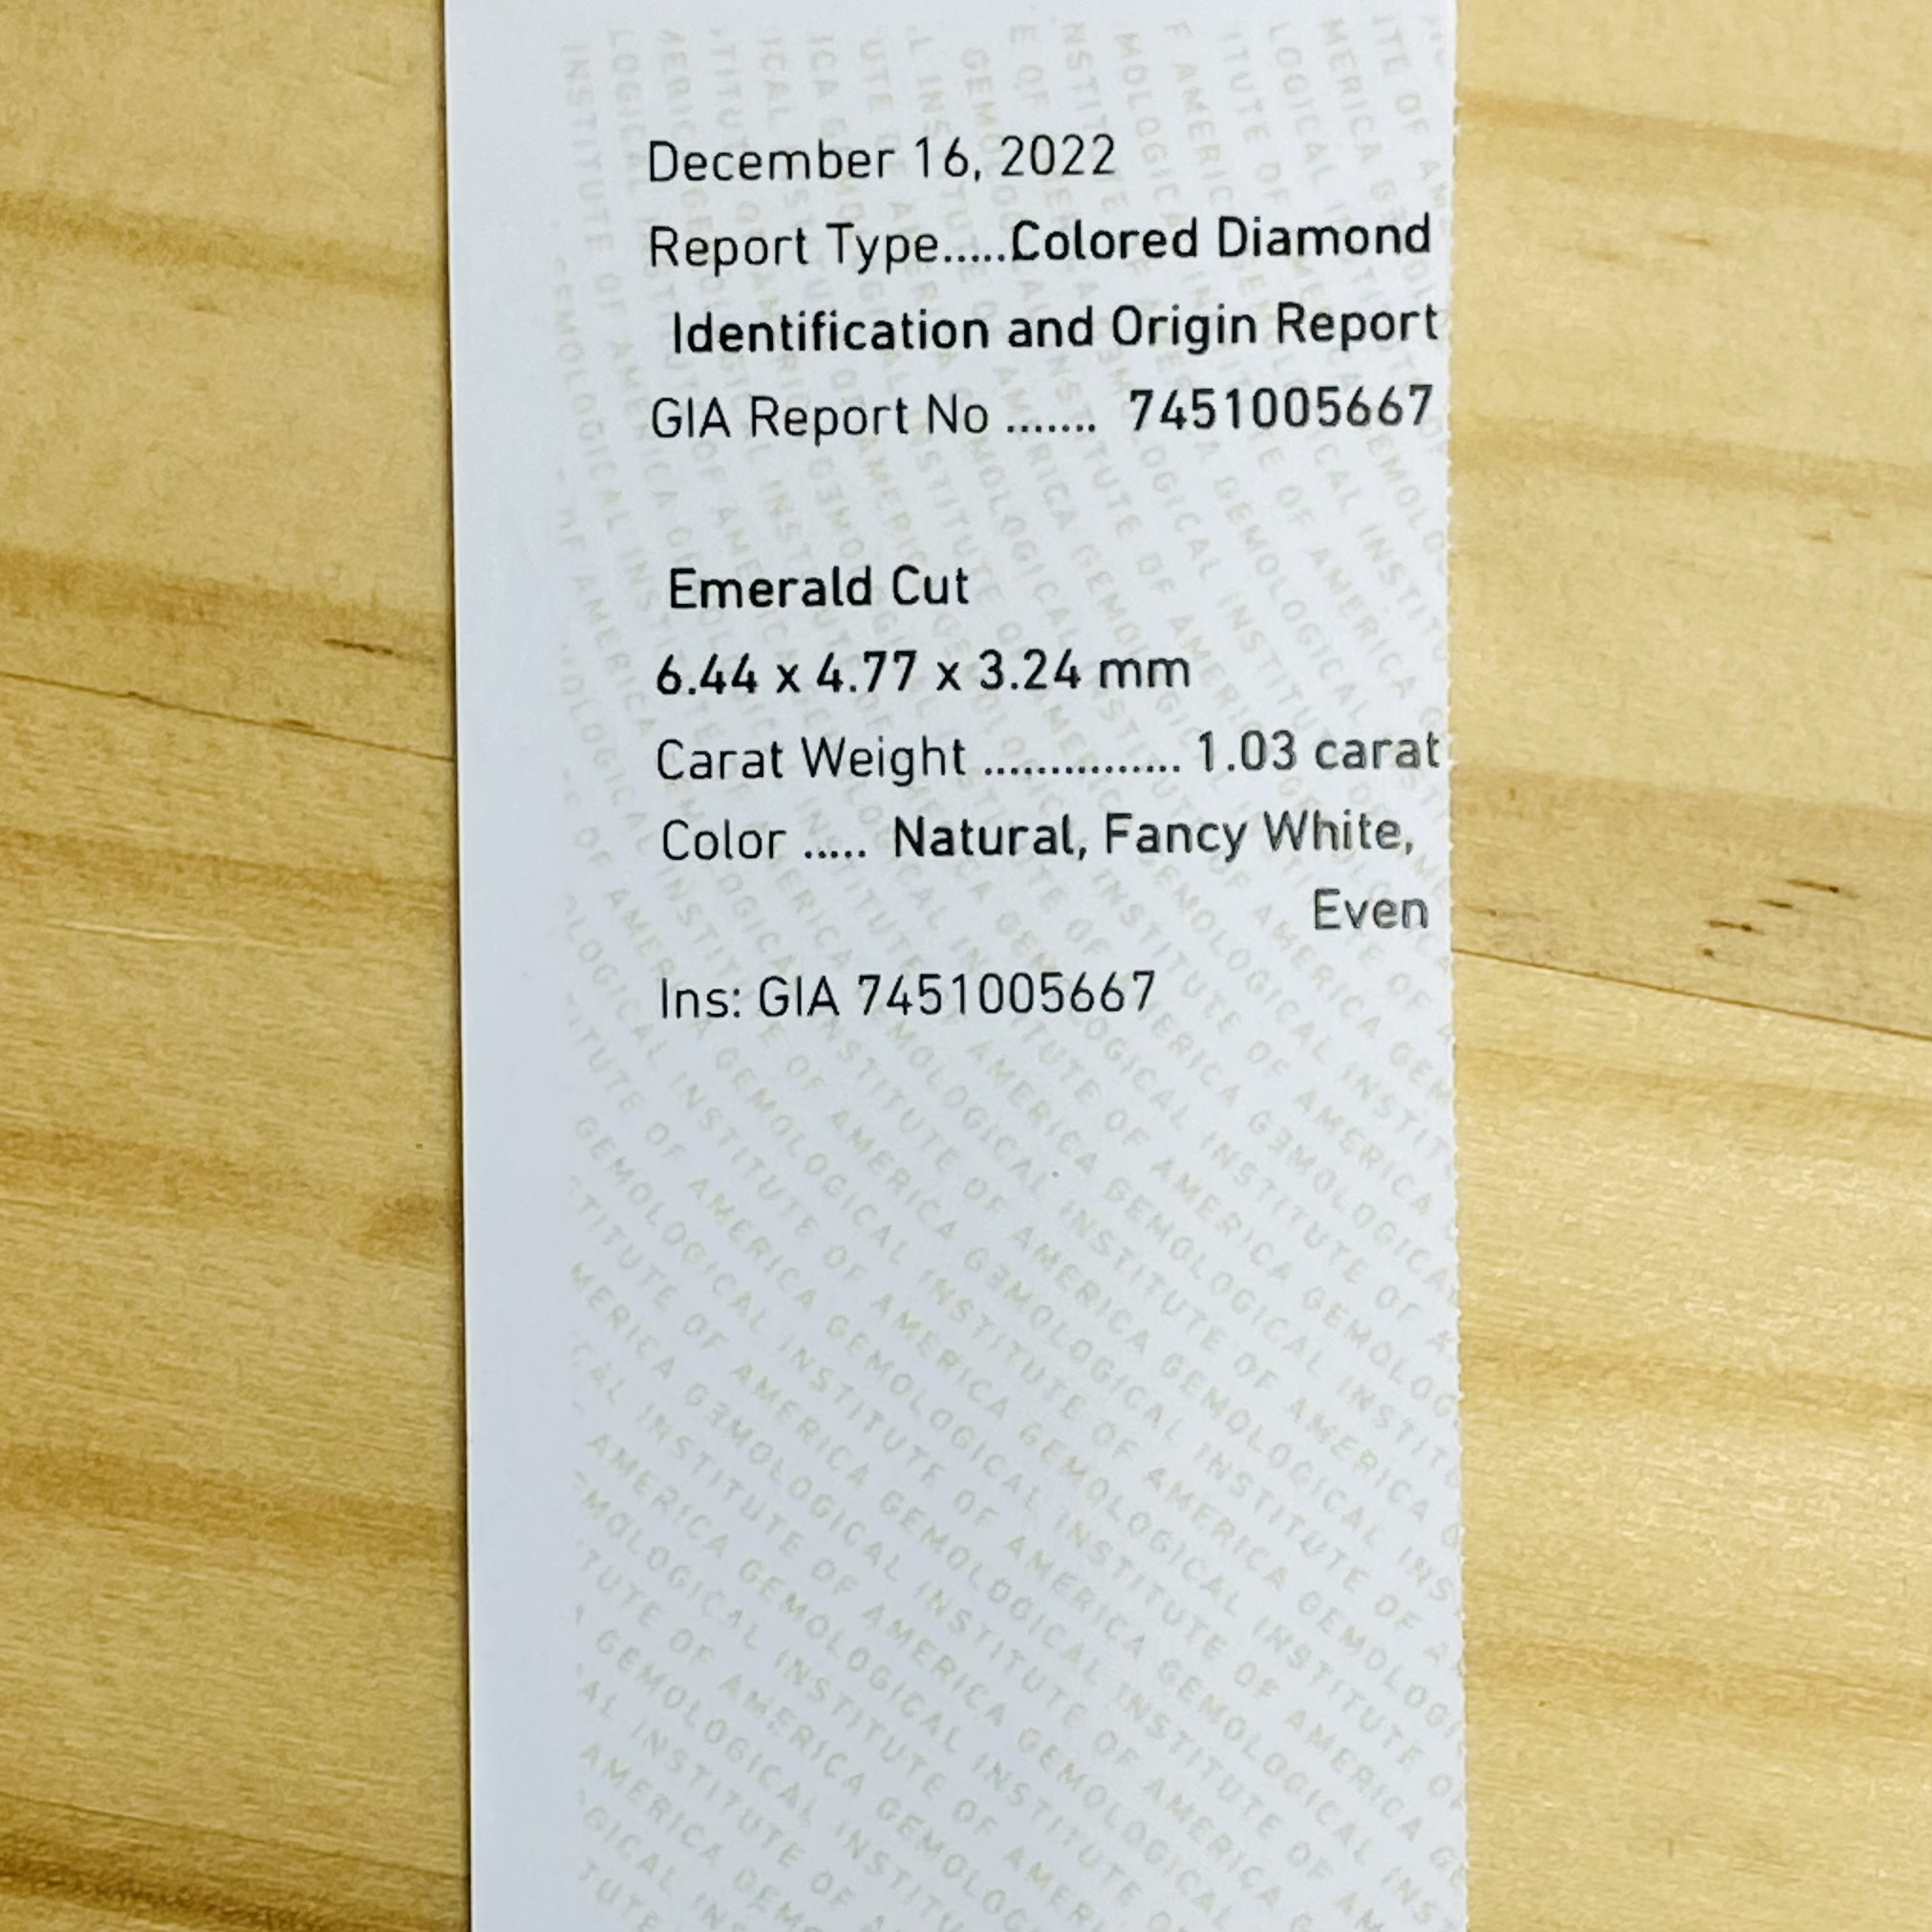 December 16, 2022
Report Type.....Colored Diamond
Identification and Origin Report
GIA Report No ....... 7451005667
Emerald Cut
6.44 x 4.77 x 3.24 mm
Carat Weight ............... 1.03 carat
Color ..... Natural, Fancy White,
Even
Ins: GIA 7451005667